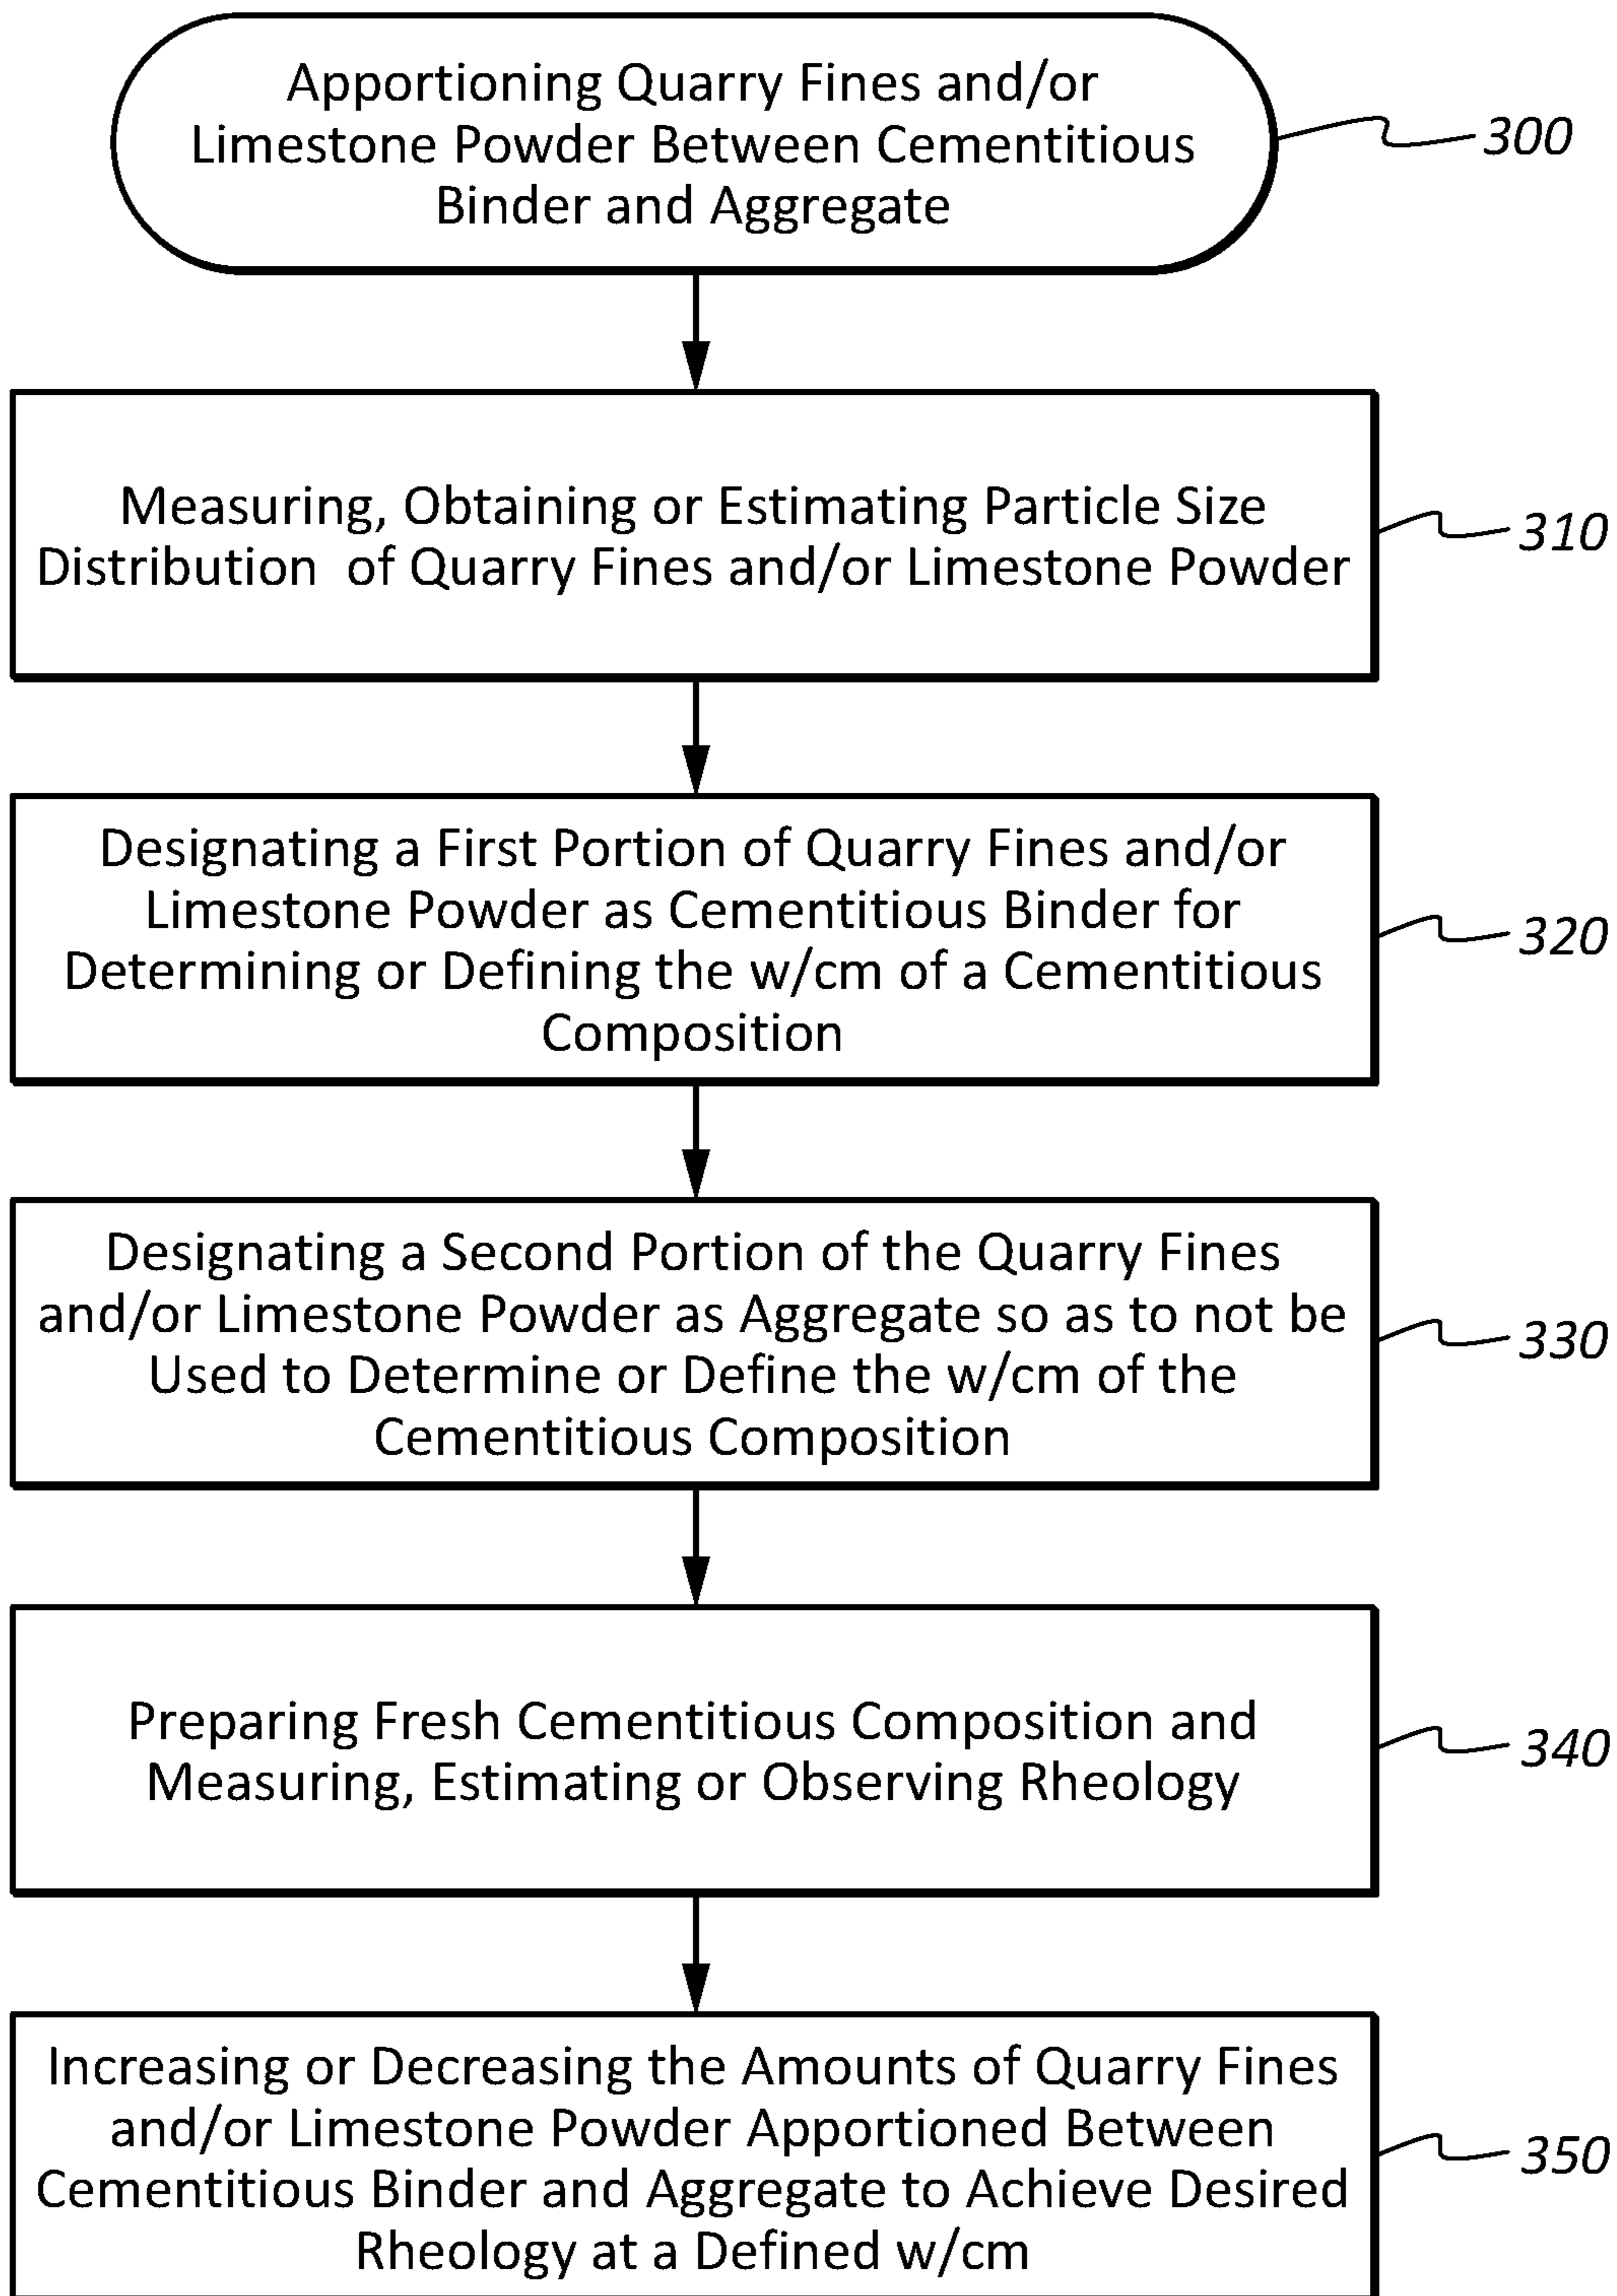 Apportioning Quarry Fines and/or
Limestone Powder Between Cementitious
Binder and Aggregate
300
Measuring, Obtaining or Estimating Particle Size
Distribution of Quarry Fines and/or Limestone Powder
310
Designating a First Portion of Quarry Fines and/or
Limestone Powder as Cementitious Binder for
Determining or Defining the w/cm of a Cementitious
Composition
320
Designating a Second Portion of the Quarry Fines
and/or Limestone Powder as Aggregate so as to not be
Used to Determine or Define the w/cm of the
Cementitious Composition
330
Preparing Fresh Cementitious Composition and
Measuring, Estimating or Observing Rheology
340
Increasing or Decreasing the Amounts of Quarry Fines
and/or Limestone Powder Apportioned Between
Cementitious Binder and Aggregate to Achieve Desired
Rheology at a Defined w/cm
350